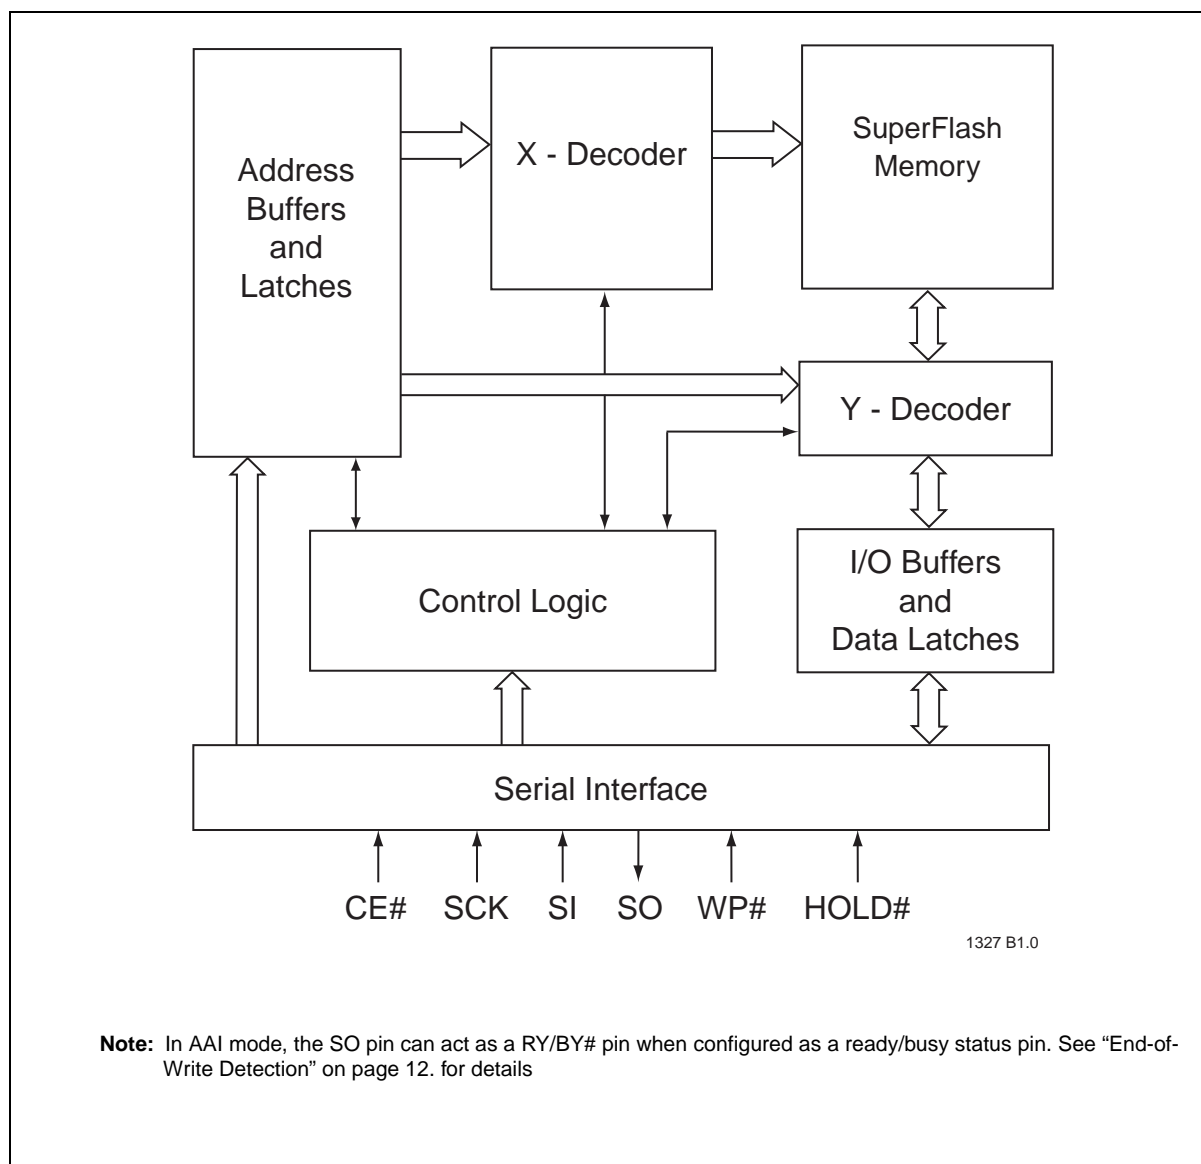 Address
Buffers
and
Latches
X - Decoder
SuperFlash
Memory
Y - Decoder
Control Logic
I/O Buffers
and
Data Latches
Serial Interface
CE# SCK SI SO WP# HOLD#
1327 B1.0
Note: In AAI mode, the SO pin can act as a RY/BY# pin when configured as a ready/busy status pin. See “End-of-
Write Detection” on page 12. for details